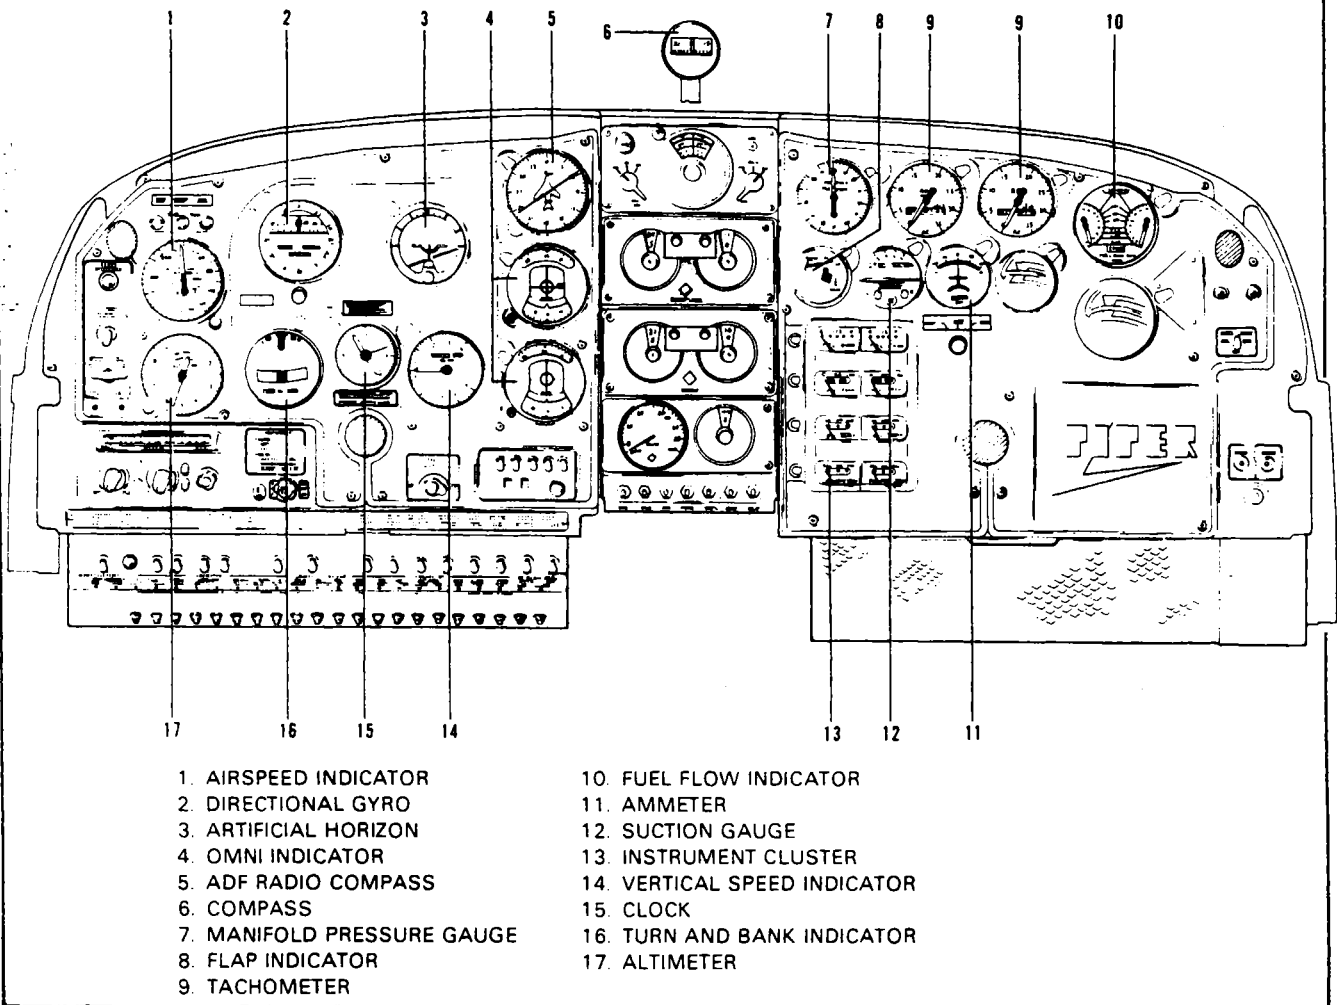 1 2 3 4 5 6 7 8 9 9 10
PIPER
17 16 15 14 13 12 11
1. AIRSPEED INDICATOR
2. DIRECTIONAL GYRO
3. ARTIFICIAL HORIZON
4. OMNI INDICATOR
5. ADF RADIO COMPASS
6. COMPASS
7. MANIFOLD PRESSURE GAUGE
8. FLAP INDICATOR
9. TACHOMETER
10. FUEL FLOW INDICATOR
11. AMMETER
12. SUCTION GAUGE
13. INSTRUMENT CLUSTER
14. VERTICAL SPEED INDICATOR
15. CLOCK
16. TURN AND BANK INDICATOR
17. ALTIMETER